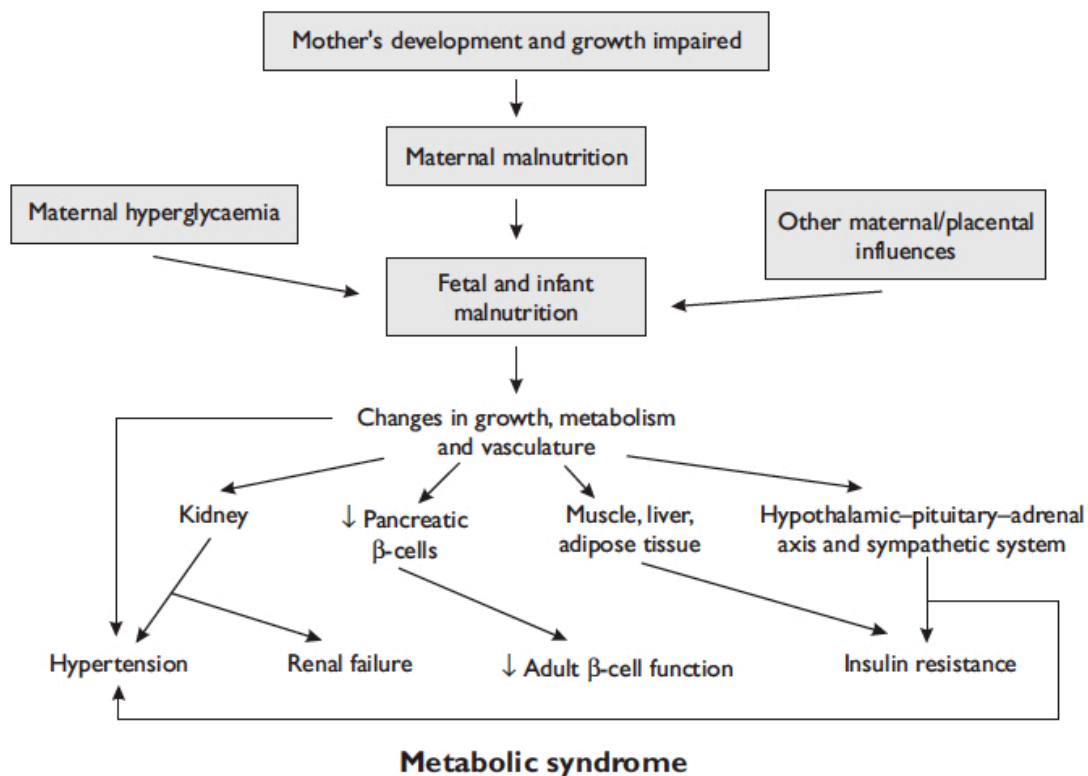 Mother's development and growth impaired
Maternal malnutrition
Maternal hyperglycaemia
Other maternal/placental
influences
Fetal and infant
malnutrition
Changes in growth, metabolism
and vasculature
Kidney
↓ Pancreatic
β-cells
Muscle, liver,
adipose tissue
Hypothalamic–pituitary–adrenal
axis and sympathetic system
Hypertension
Renal failure
↓ Adult β-cell function
Insulin resistance
Metabolic syndrome